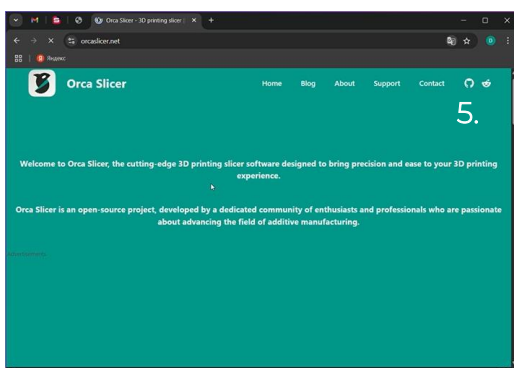 Orca Slicer - 3D printing slicer
orcaslicer.net
Яндекс
Orca Slicer
Home Blog About Support Contact
5.
Welcome to Orca Slicer, the cutting-edge 3D printing slicer software designed to bring precision and ease to your 3D printing
experience.
Orca Slicer is an open-source project, developed by a dedicated community of enthusiasts and professionals who are passionate
about advancing the field of additive manufacturing.